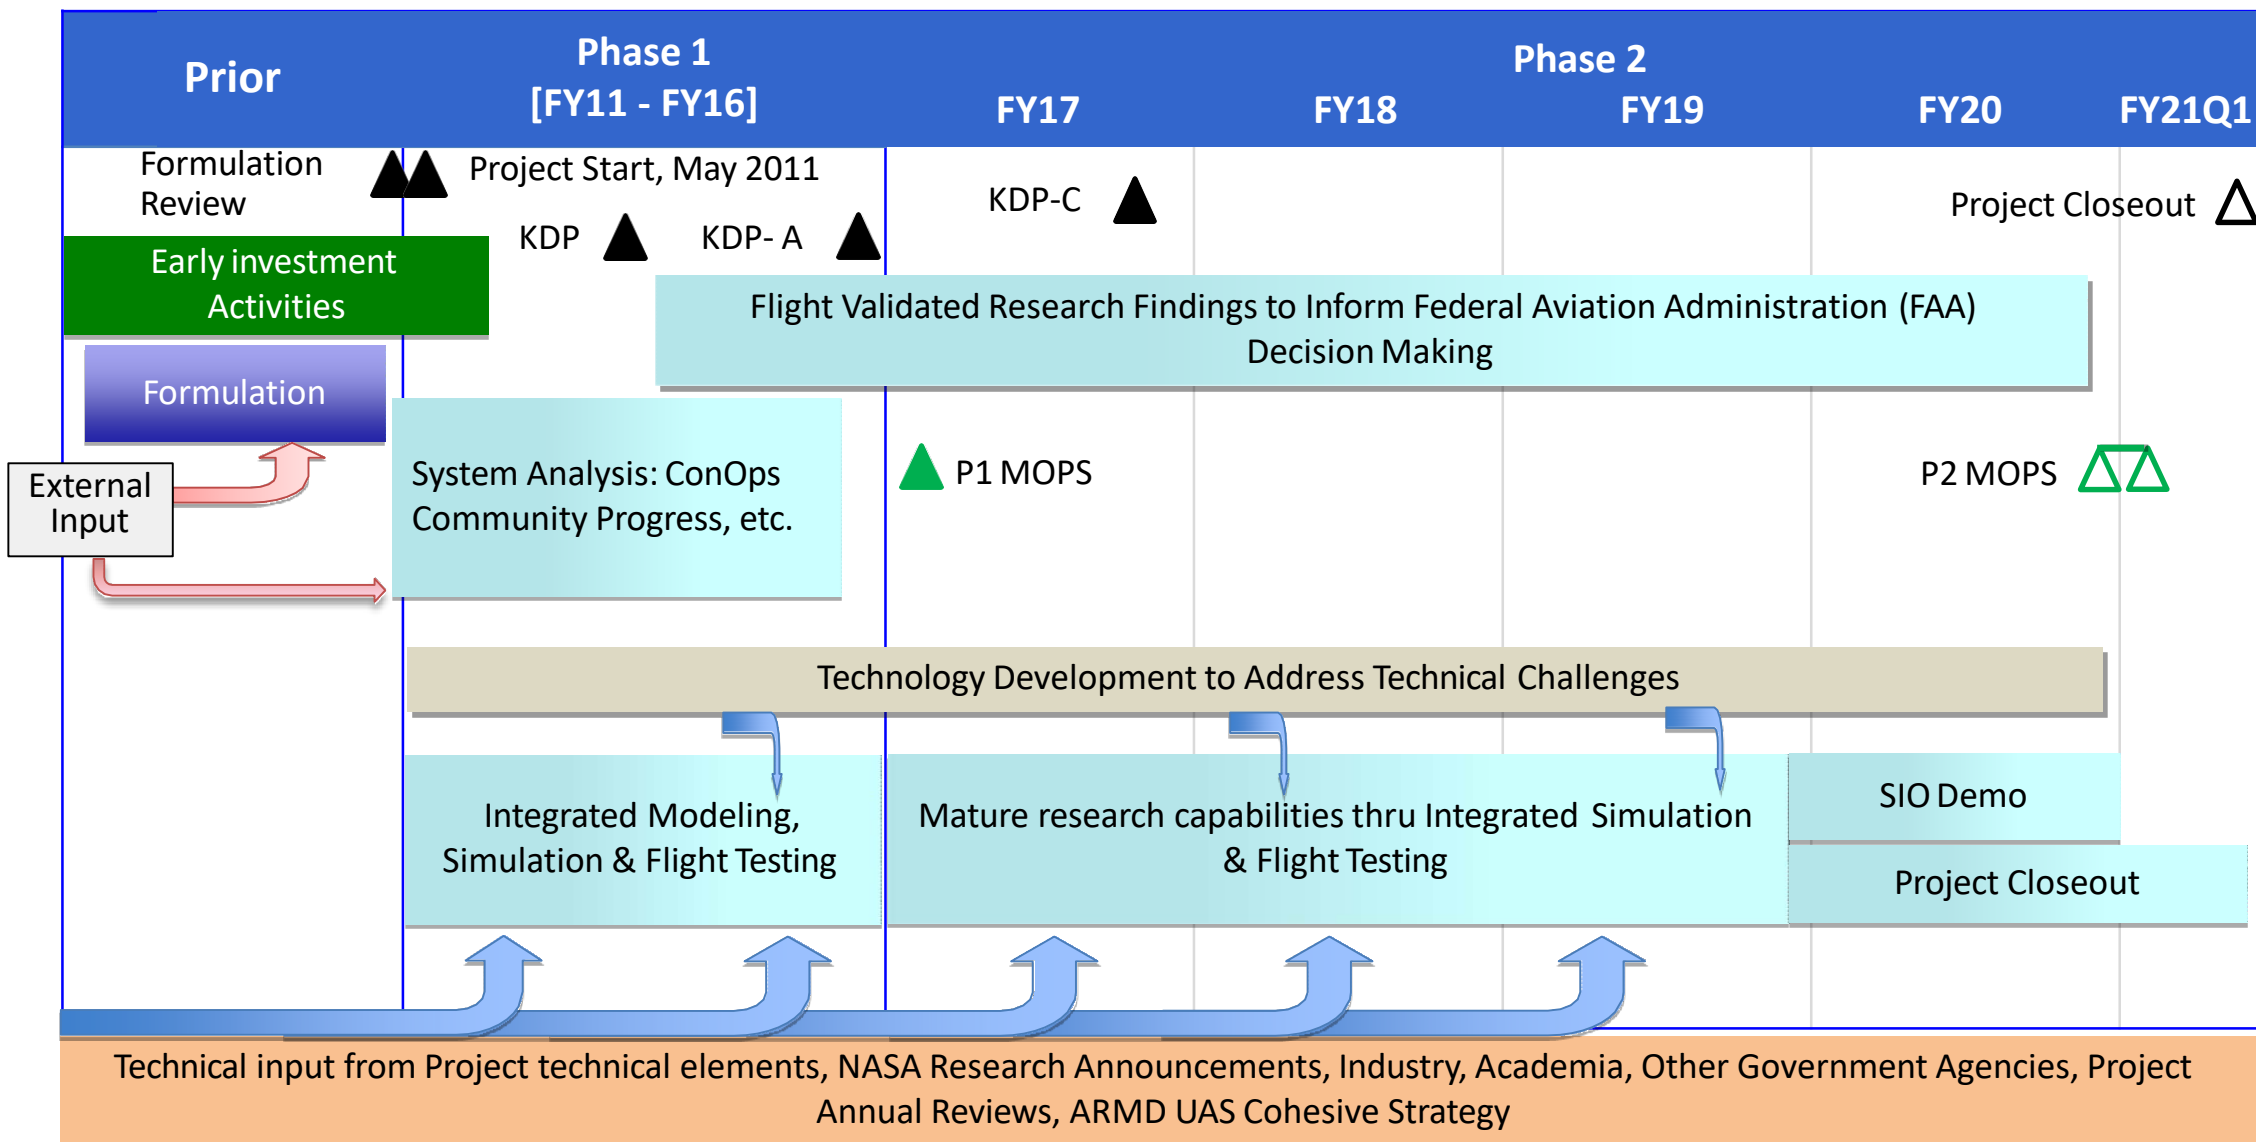 Prior
Phase 1
[FY11 - FY16]
Phase 2
FY17
FY18
FY19
FY20
FY21Q1
Formulation
Review
Project Start, May 2011
KDP
KDP- A
KDP-C
Project Closeout
Early investment
Activities
Flight Validated Research Findings to Inform Federal Aviation Administration (FAA)
Decision Making
Formulation
External
Input
System Analysis: ConOps
Community Progress, etc.
P1 MOPS
P2 MOPS
Technology Development to Address Technical Challenges
Integrated Modeling,
Simulation & Flight Testing
Mature research capabilities thru Integrated Simulation
& Flight Testing
SIO Demo
Project Closeout
Technical input from Project technical elements, NASA Research Announcements, Industry, Academia, Other Government Agencies, Project
Annual Reviews, ARMD UAS Cohesive Strategy